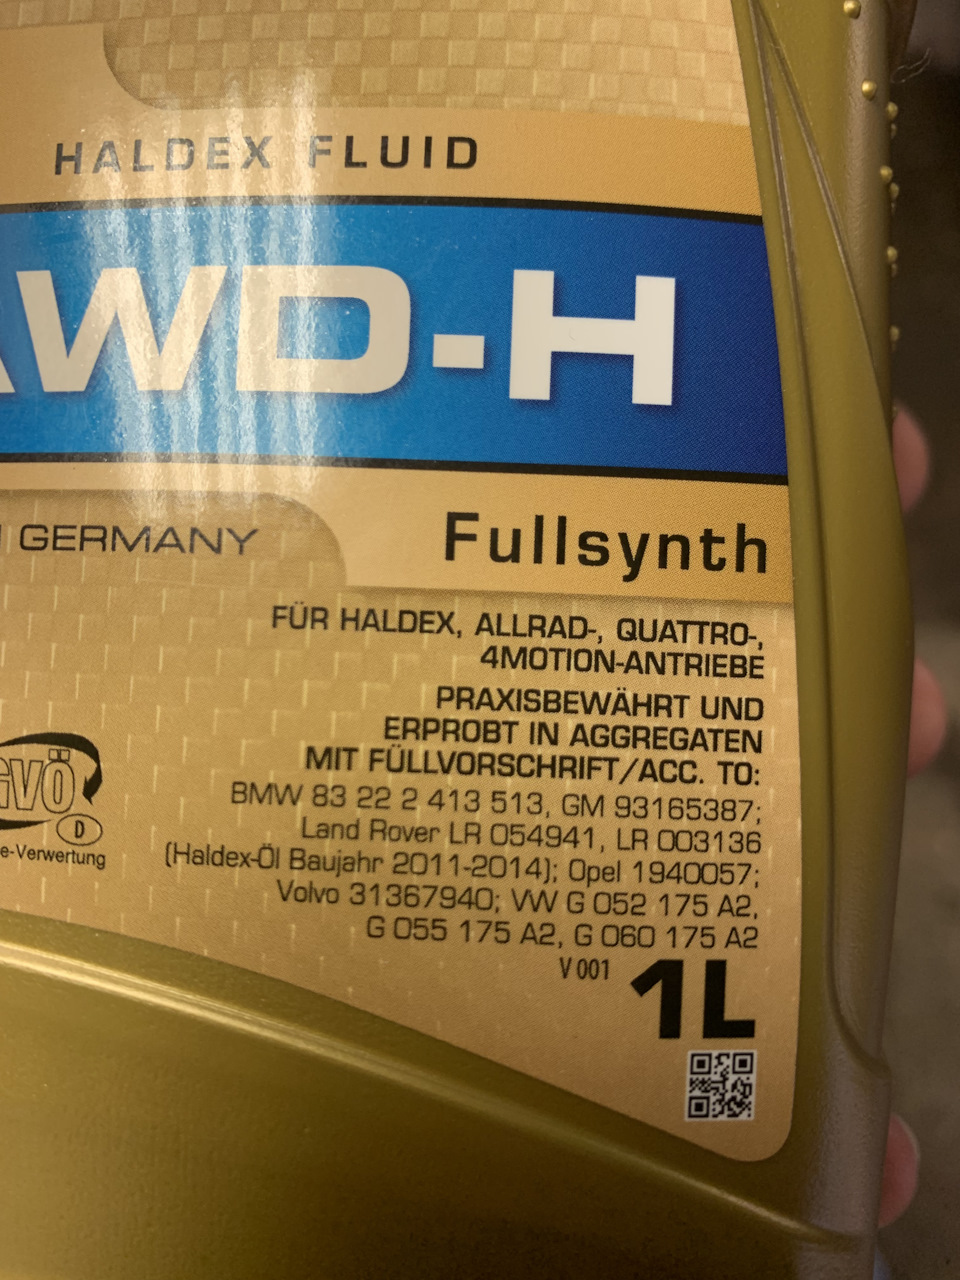 HALDEX FLUID
AWD-H
GERMANY
Fullsynth
FÜR HALDEX, ALLRAD-, QUATTRO-,
4MOTION-ANTRIEBE
PRAXISBEWÄHRT UND
ERPROBT IN AGGREGATEN
MIT FÜLLVORSCHRIFT/ACC. TO:
BMW 83 22 2 413 513, GM 93165387;
Land Rover LR 054941, LR 003136
(Haldex-Öl Baujahr 2011-2014); Opel 1940057;
Volvo 31367940; VW G 052 175 A2,
G 055 175 A2, G 060 175 A2
GVÖ
D
e-Verwertung
V 001
1L